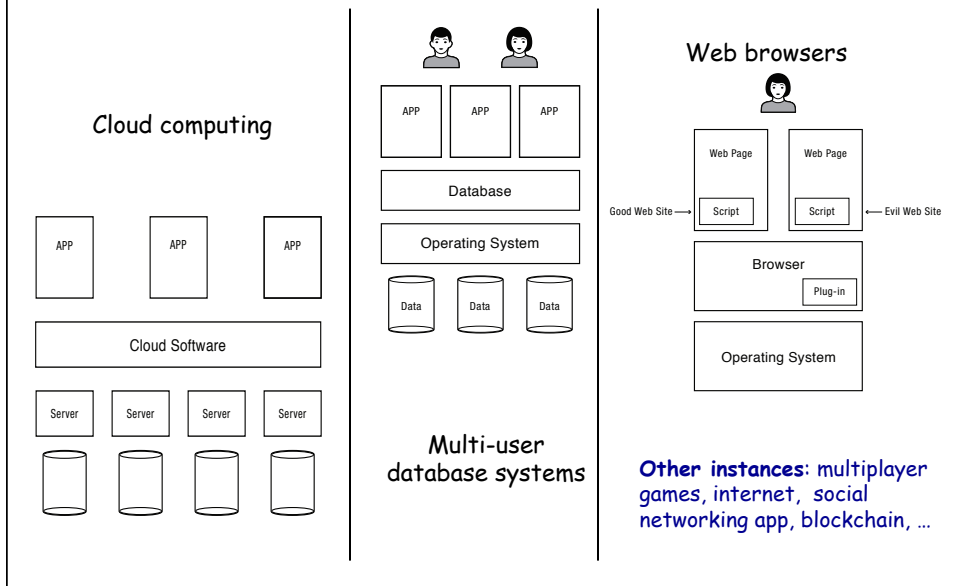 Cloud computing
APP
APP
APP
Cloud Software
Server
Server
Server
Server
APP
APP
APP
Database
Operating System
Data
Data
Data
Multi-user
database systems
Web browsers
Web Page
Web Page
Good Web Site
Script
Script
Evil Web Site
Browser
Plug-in
Operating System
Other instances: multiplayer
games, internet, social
networking app, blockchain, ...